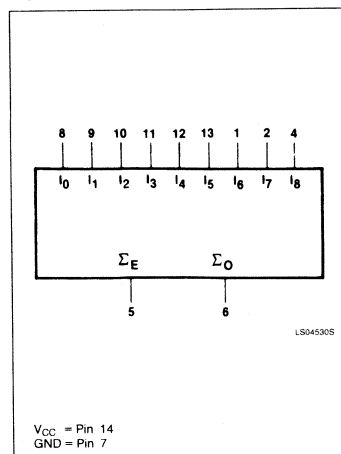 8 9 10 11 12 13 1 2 4
I0 I1 I2 I3 I4 I5 I6 I7 I8
ΣE ΣO
5 6
LS04530S
VCC = Pin 14
GND = Pin 7